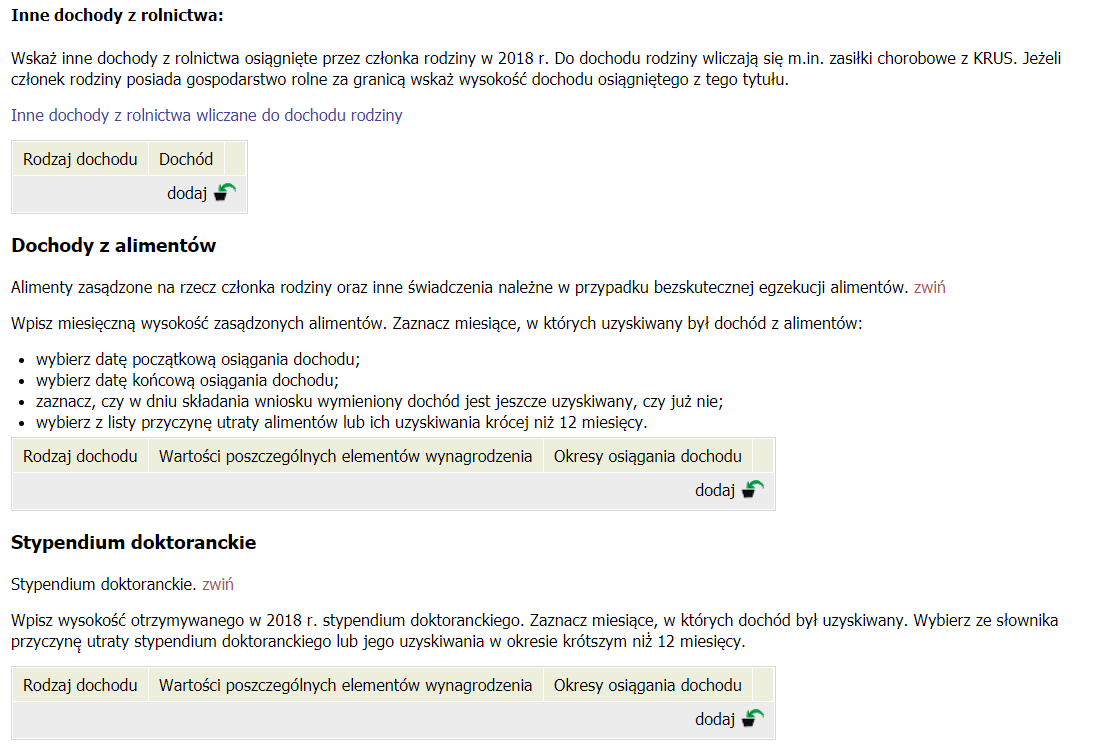 Inne dochody z rolnictwa:
Wskaż inne dochody z rolnictwa osiągnięte przez członka rodziny w 2018 r. Do dochodu rodziny wliczają się m.in. zasiłki chorobowe z KRUS. Jeżeli
członek rodziny posiada gospodarstwo rolne za granicą wskaż wysokość dochodu osiągniętego z tego tytułu.
Inne dochody z rolnictwa wliczane do dochodu rodziny
Rodzaj dochodu Dochód
dodaj
Dochody z alimentów
Alimenty zasądzone na rzecz członka rodziny oraz inne świadczenia należne w przypadku bezskutecznej egzekucji alimentów. zwiń
Wpisz miesięczną wysokość zasądzonych alimentów. Zaznacz miesiące, w których uzyskiwany był dochód z alimentów:
• wybierz datę początkową osiągania dochodu;
• wybierz datę końcową osiągania dochodu;
• zaznacz, czy w dniu składania wniosku wymieniony dochód jest jeszcze uzyskiwany, czy już nie;
• wybierz z listy przyczynę utraty alimentów lub ich uzyskiwania krócej niż 12 miesięcy.
Rodzaj dochodu Wartości poszczególnych elementów wynagrodzenia Okresy osiągania dochodu
dodaj
Stypendium doktoranckie
Stypendium doktoranckie. zwiń
Wpisz wysokość otrzymywanego w 2018 r. stypendium doktoranckiego. Zaznacz miesiące, w których dochód był uzyskiwany. Wybierz ze słownika
przyczynę utraty stypendium doktoranckiego lub jego uzyskiwania w okresie krótszym niż 12 miesięcy.
Rodzaj dochodu Wartości poszczególnych elementów wynagrodzenia Okresy osiągania dochodu
dodaj